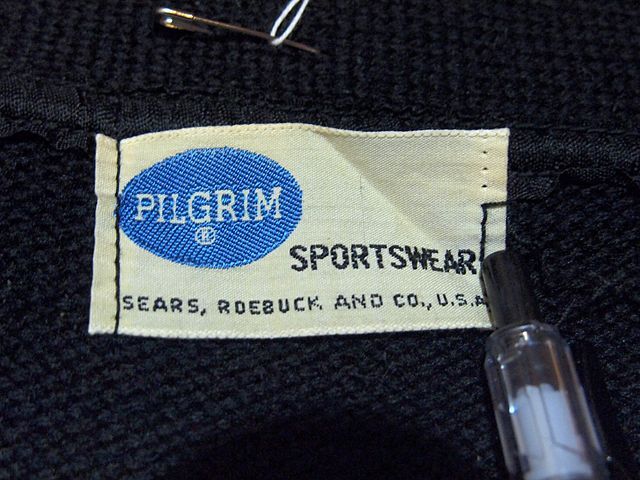 PILGRIM
®
SPORTSWEAR
SEARS, ROEBUCK AND CO., U.S.A